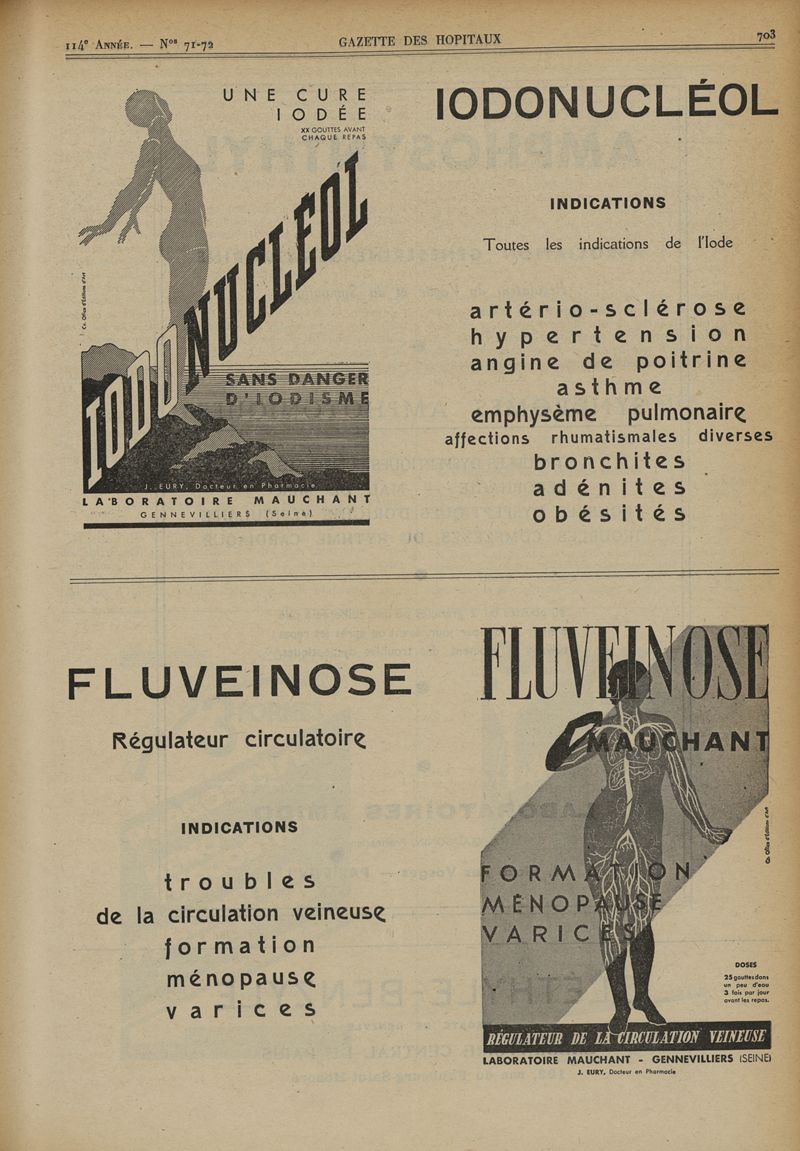 114e Année. — Nos 71-72
GAZETTE DES HOPITAUX
703
UNE CURE
IODÉE
XX GOUTTES AVANT
CHAQUE REPAS
IODONUCLÉOL
SANS DANGER
D'IODISME
J. EURY, Docteur en Pharmacie
LABORATOIRE MAUCHANT
GENNEVILLIERS (Seine)
IODONUCLÉOL
INDICATIONS
Toutes les indications de l'Iode
artério-sclérose
hypertension
angine de poitrine
asthme
emphysème pulmonaire
affections rhumatismales diverses
bronchites
adénites
obésités
FLUVEINOSE
Régulateur circulatoire
INDICATIONS
troubles
de la circulation veineuse
formation
ménopause
varices
FLUVEINOSE
MAUCHANT
FORMATION
MÉNOPAUSE
VARICES
DOSES
25 gouttes dans
un peu d'eau
3 fois par jour
avant les repas.
RÉGULATEUR DE LA CIRCULATION VEINEUSE
LABORATOIRE MAUCHANT - GENNEVILLIERS (SEINE)
J. EURY, Docteur en Pharmacie